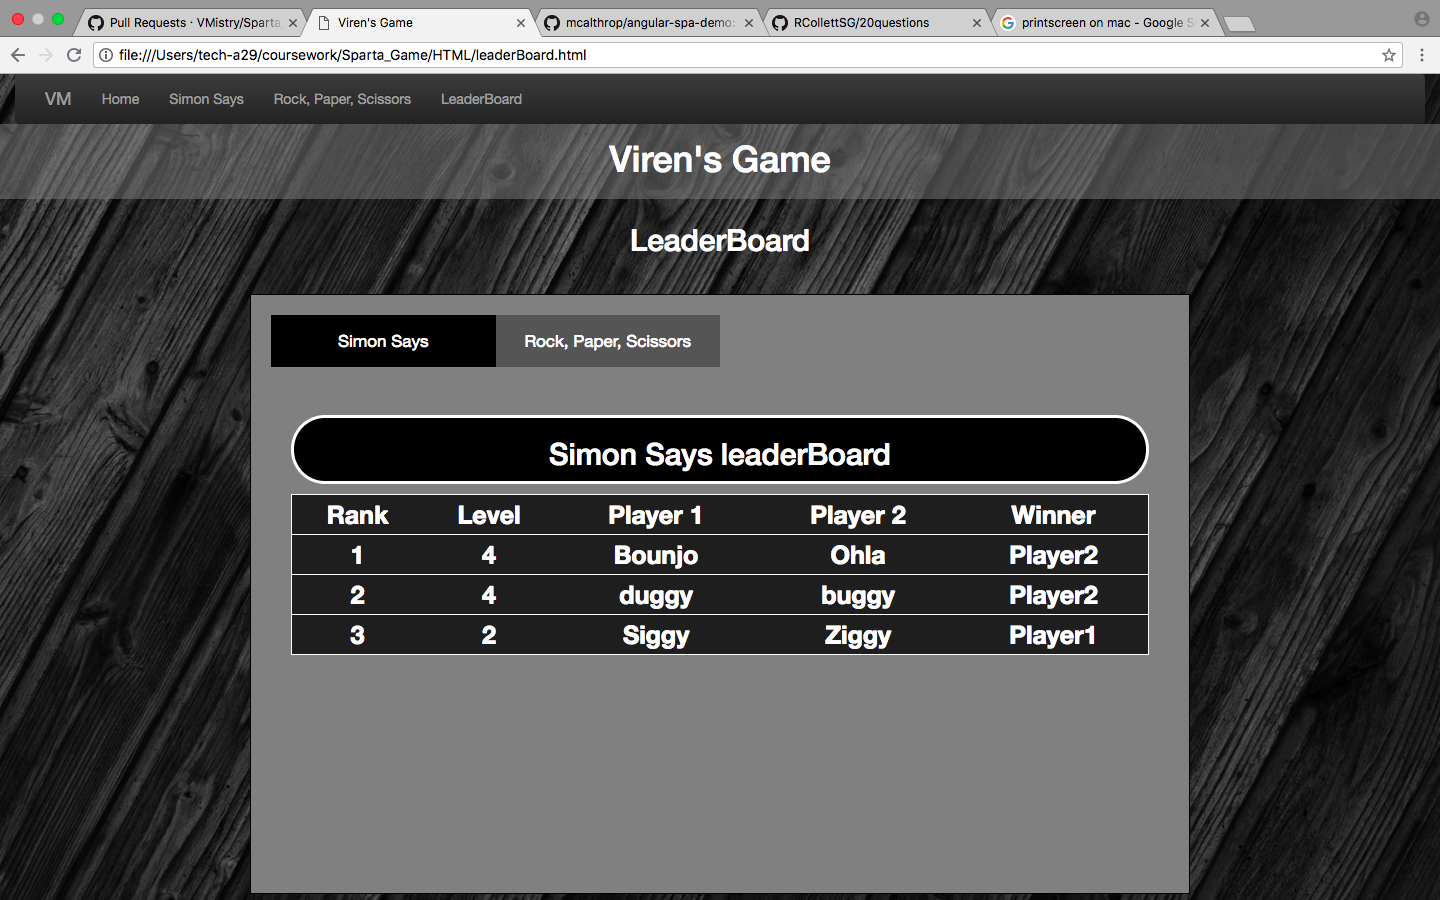 Pull Requests · VMistry/Sparta
Viren's Game
mcalthrop/angular-spa-demo:
RCollettSG/20questions
printscreen on mac - Google S
file:///Users/tech-a29/coursework/Sparta_Game/HTML/leaderBoard.html
VM Home Simon Says Rock, Paper, Scissors LeaderBoard
Viren's Game
LeaderBoard
Simon Says Rock, Paper, Scissors
Simon Says leaderBoard
Rank Level Player 1 Player 2 Winner
1 4 Bounjo Ohla Player2
2 4 duggy buggy Player2
3 2 Siggy Ziggy Player1